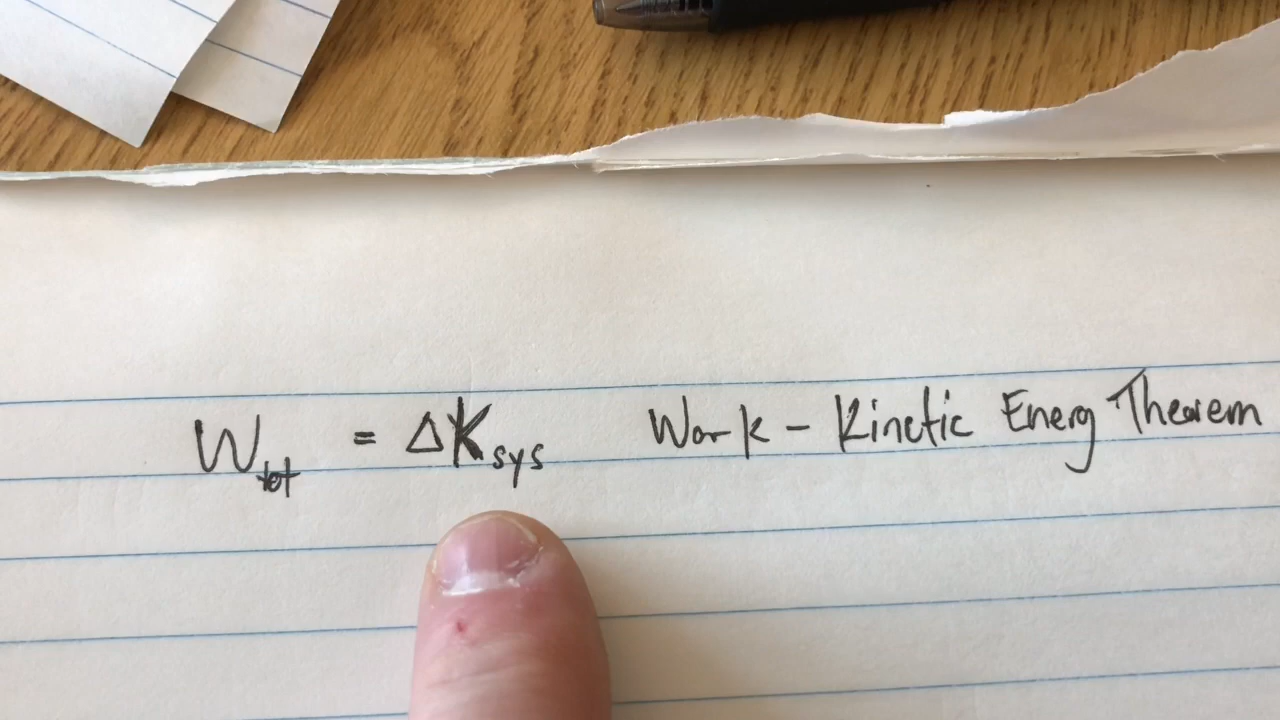 W_tot = ΔK_sys Work - Kinetic Energ Theorem